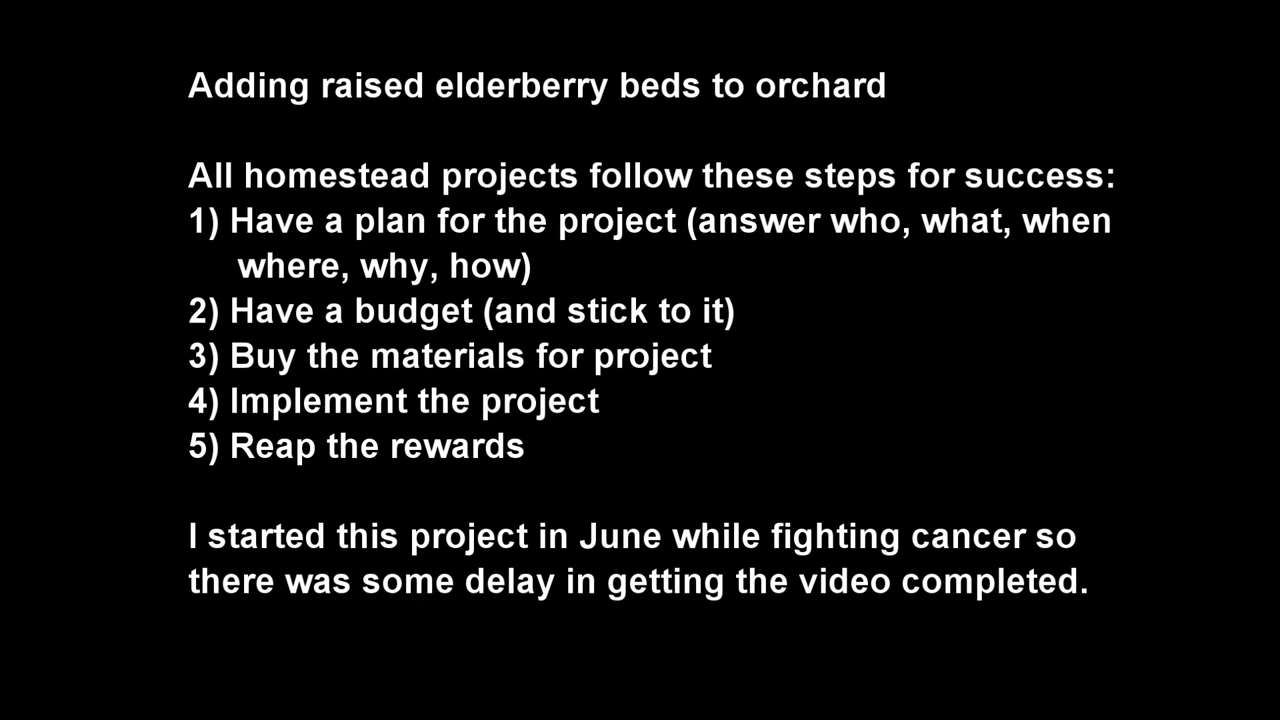 Adding raised elderberry beds to orchard
All homestead projects follow these steps for success:
1) Have a plan for the project (answer who, what, when
where, why, how)
2) Have a budget (and stick to it)
3) Buy the materials for project
4) Implement the project
5) Reap the rewards
I started this project in June while fighting cancer so
there was some delay in getting the video completed.